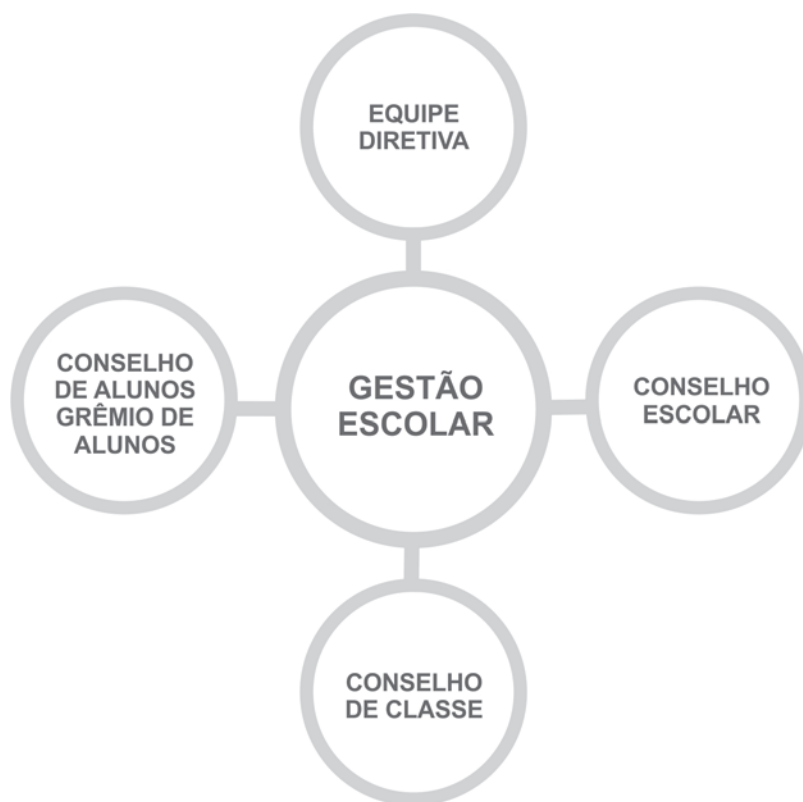 EQUIPE
DIRETIVA
CONSELHO
DE ALUNOS
GRÊMIO DE
ALUNOS
GESTÃO
ESCOLAR
CONSELHO
ESCOLAR
CONSELHO
DE CLASSE